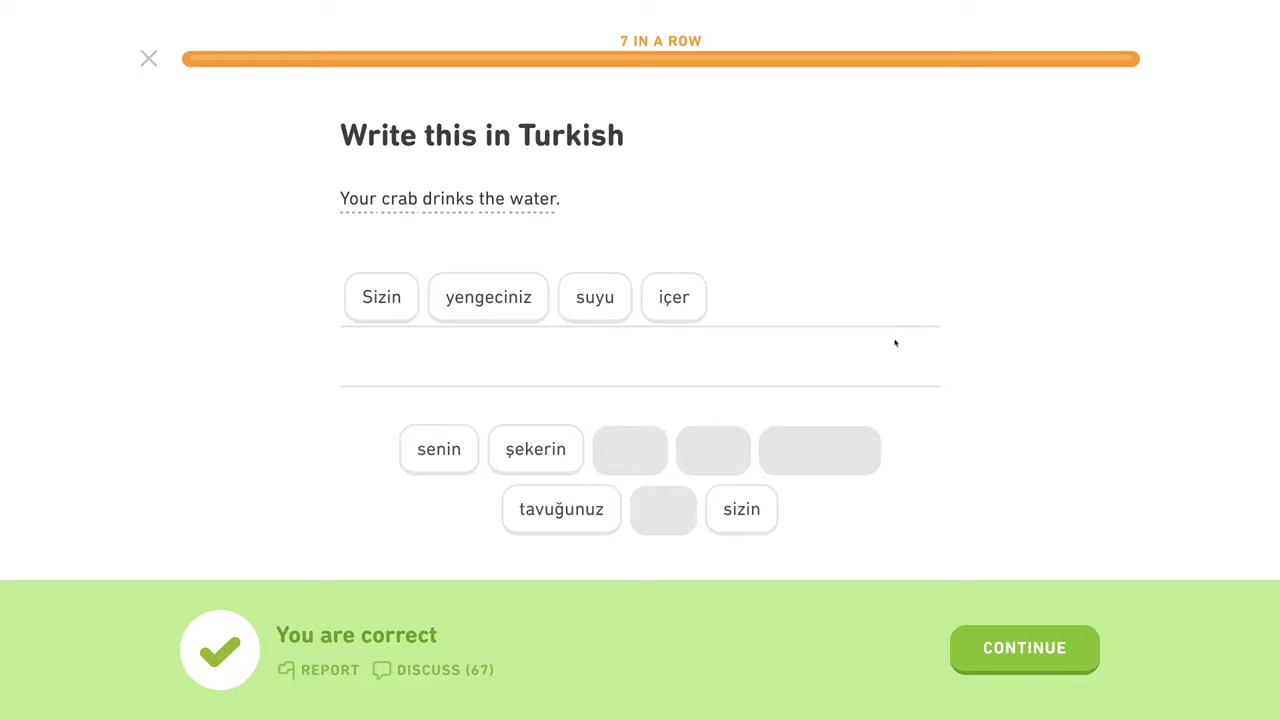 7 IN A ROW
Write this in Turkish
Your crab drinks the water.
Sizin yengeciniz suyu içer
senin şekerin
tavuğunuz sizin
You are correct
REPORT DISCUSS (67)
CONTINUE